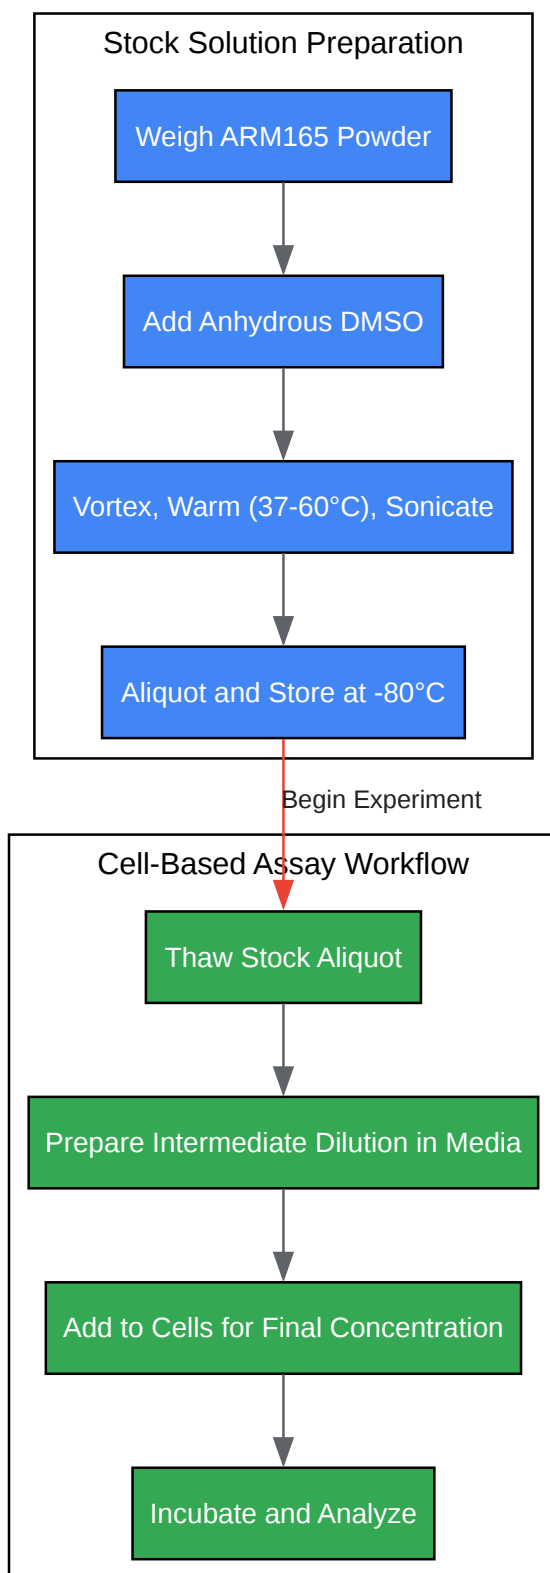 Stock Solution Preparation
Weigh ARM165 Powder
Add Anhydrous DMSO
Vortex, Warm (37-60°C), Sonicate
Aliquot and Store at -80°C
Begin Experiment
Cell-Based Assay Workflow
Thaw Stock Aliquot
Prepare Intermediate Dilution in Media
Add to Cells for Final Concentration
Incubate and Analyze